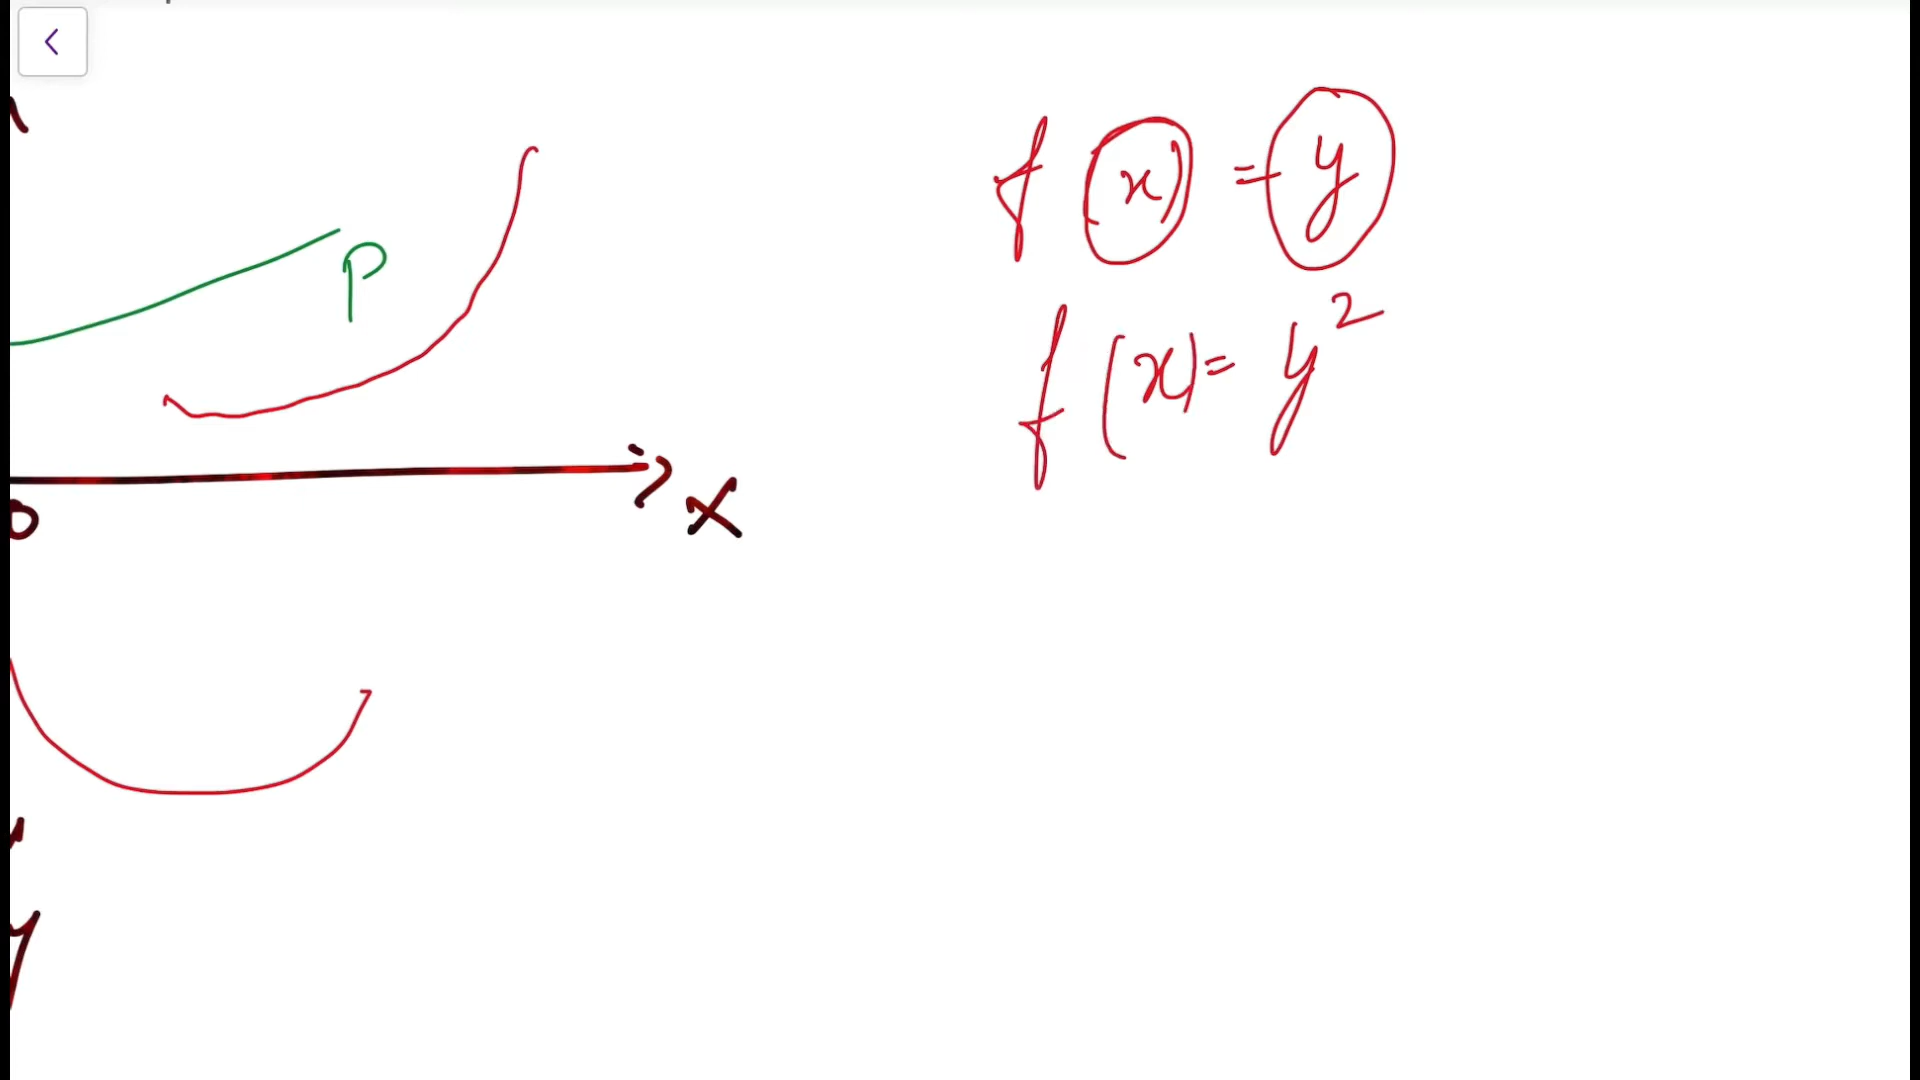 f(x) = y
P
f(x) = y²
X